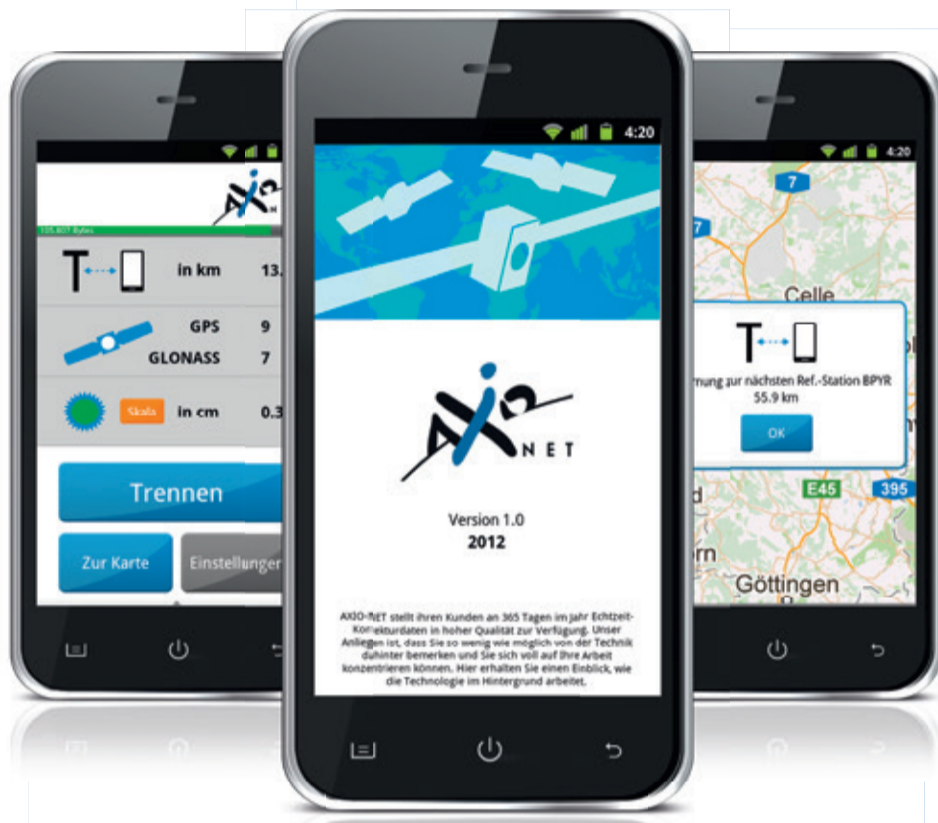 105.807 Bytes
in km 13.
GPS 9
GLONASS 7
Skala in cm 0.3
Trennen
Zur Karte Einstellunger
4:20
AXIO
NET
Version 1.0
2012
AXIO-NET stellt ihren Kunden an 365 Tagen im Jahr Echtzeit-
Korrekturdaten in hoher Qualität zur Verfügung. Unser
Anliegen ist, dass Sie so wenig wie möglich von der Technik
dahinter bemerken und Sie sich voll auf Ihre Arbeit
konzentrieren können. Hier erhalten Sie einen Einblick, wie
die Technologie im Hintergrund arbeitet.
4:20
7
7
Celle
nung zur nächsten Ref.-Station BPYR
55.9 km
OK
E45 395
rn
Göttingen